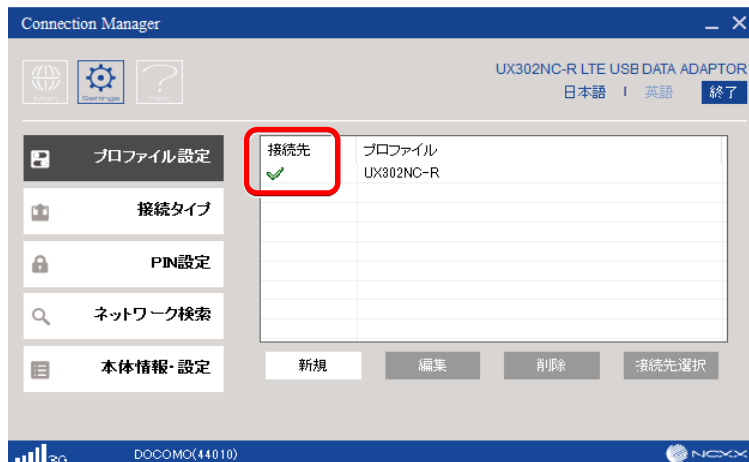 Connection Manager
UX302NC-R LTE USB DATA ADAPTOR
日本語 | 英語 終了
Main Settings Help
プロファイル設定
接続タイプ
PIN設定
ネットワーク検索
本体情報・設定
接続先 プロファイル
UX302NC-R
新規 編集 削除 接続先選択
3G DOCOMO(44010) NCXX